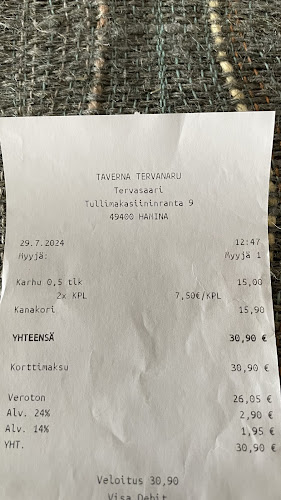 TAVERNA TERVANARU
Tervasaari
Tullimakasiininranta 9
49400 HAMINA
29.7.2024 12:47
Myyjä: Myyjä 1
Karhu 0,5 tlk 15,00
2x KPL 7,50€/KPL
Kanakori 15,90
YHTEENSÄ 30,90 €
Korttimaksu 30,90 €
Veroton 26,05 €
Alv. 24% 2,90 €
Alv. 14% 1,95 €
YHT. 30,90 €
Veloitus 30,90
Visa Debit